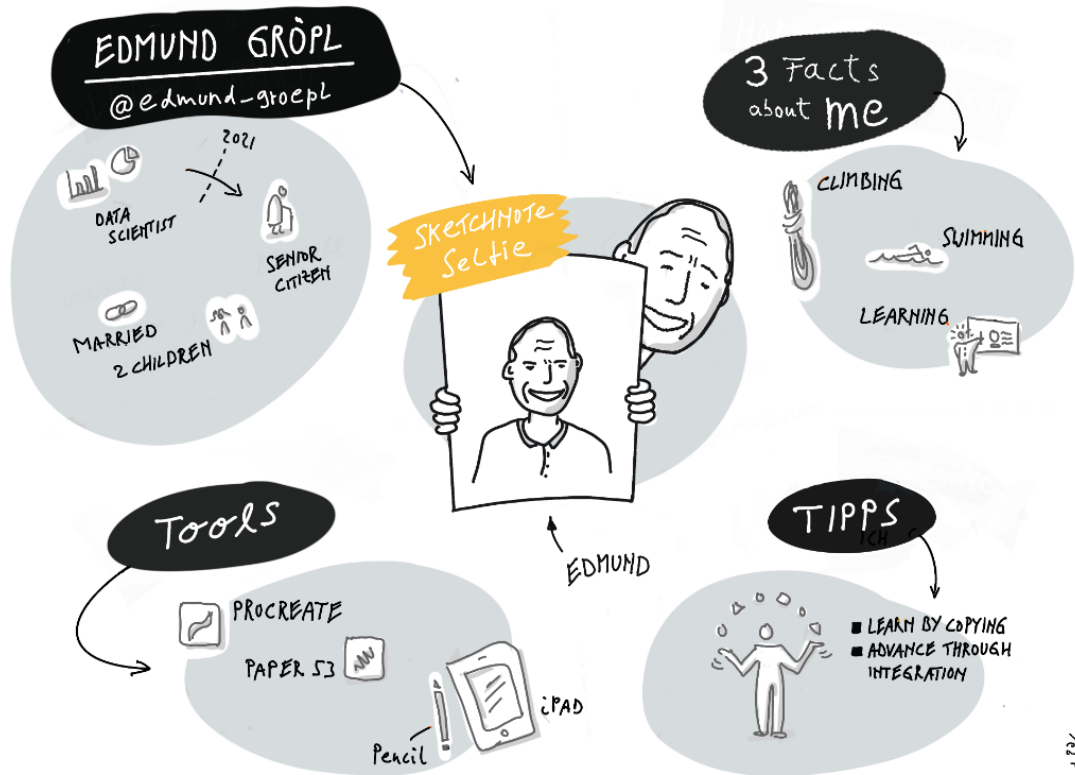 EDMUND GRÖPL
@edmund_groepl
2021
DATA
SCIENTIST
SENIOR
CITIZEN
MARRIED
2 CHILDREN
SKETCHNOTE
Selfie
EDMUND
3 Facts
about me
CLIMBING
SWIMMING
LEARNING
Tools
PROCREATE
PAPER 53
iPAD
Pencil
TIPPS
ICH
■ LEARN BY COPYING
■ ADVANCE THROUGH
INTEGRATION